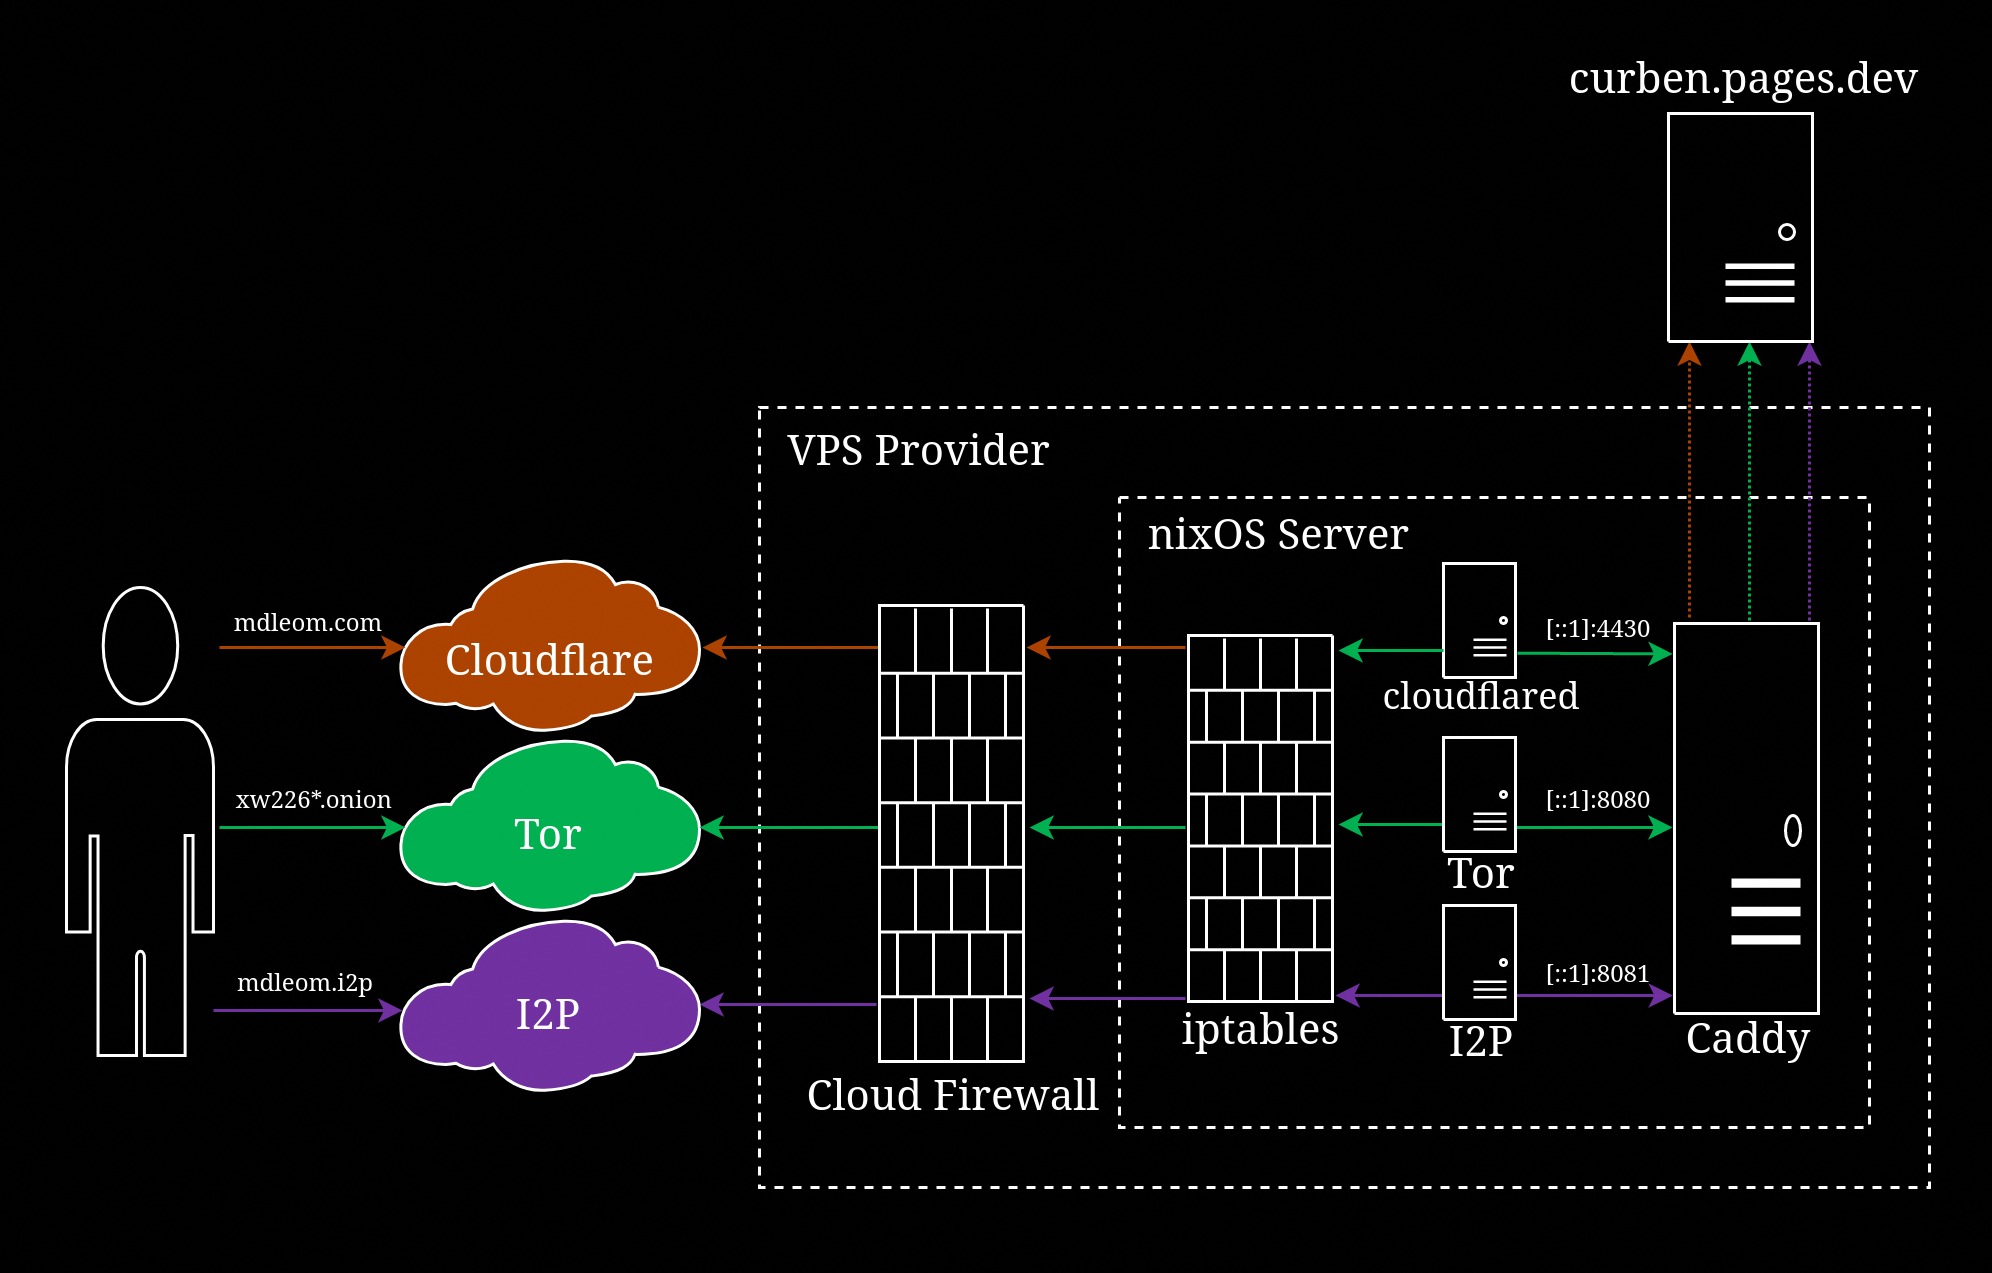 curben.pages.dev
VPS Provider
nixOS Server
mdleom.com
Cloudflare
[::1]:4430
cloudflared
xw226*.onion
Tor
[::1]:8080
Tor
mdleom.i2p
I2P
[::1]:8081
iptables
I2P
Caddy
Cloud Firewall